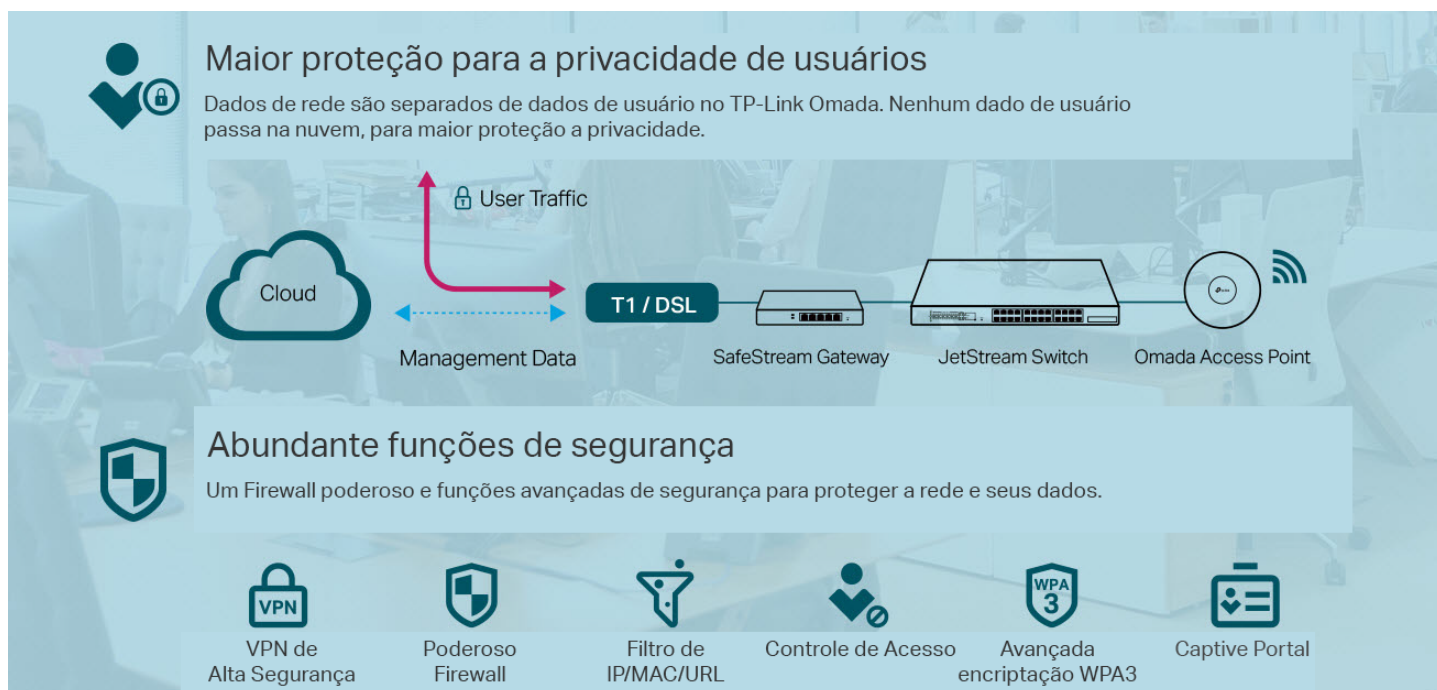 Maior proteção para a privacidade de usuários
Dados de rede são separados de dados de usuário no TP-Link Omada. Nenhum dado de usuário
passa na nuvem, para maior proteção a privacidade.
User Traffic
Cloud
T1 / DSL
Management Data
SafeStream Gateway
JetStream Switch
Omada Access Point
Abundante funções de segurança
Um Firewall poderoso e funções avançadas de segurança para proteger a rede e seus dados.
VPN
WPA
3
VPN de
Alta Segurança
Poderoso
Firewall
Filtro de
IP/MAC/URL
Controle de Acesso
Avançada
encriptação WPA3
Captive Portal